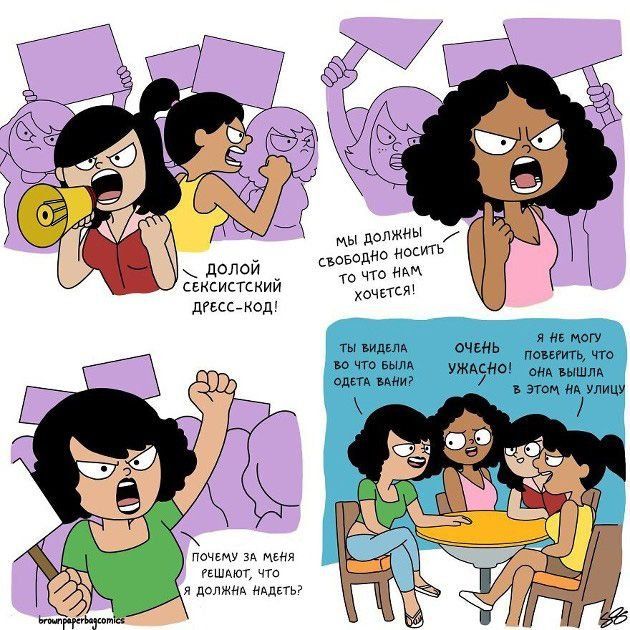 ДОЛОЙ
СЕКСИСТСКИЙ
ДРЕСС-КОД!
МЫ ДОЛЖНЫ
СВОБОДНО НОСИТЬ
ТО ЧТО НАМ
ХОЧЕТСЯ!
ПОЧЕМУ ЗА МЕНЯ
РЕШАЮТ, ЧТО
Я ДОЛЖНА НАДЕТЬ?
brownpaperbagcomics
ТЫ ВИДЕЛА
ВО ЧТО БЫЛА
ОДЕТА ВАНИ?
ОЧЕНЬ
УЖАСНО!
Я НЕ МОГУ
ПОВЕРИТЬ, ЧТО
ОНА ВЫШЛА
В ЭТОМ НА УЛИЦУ